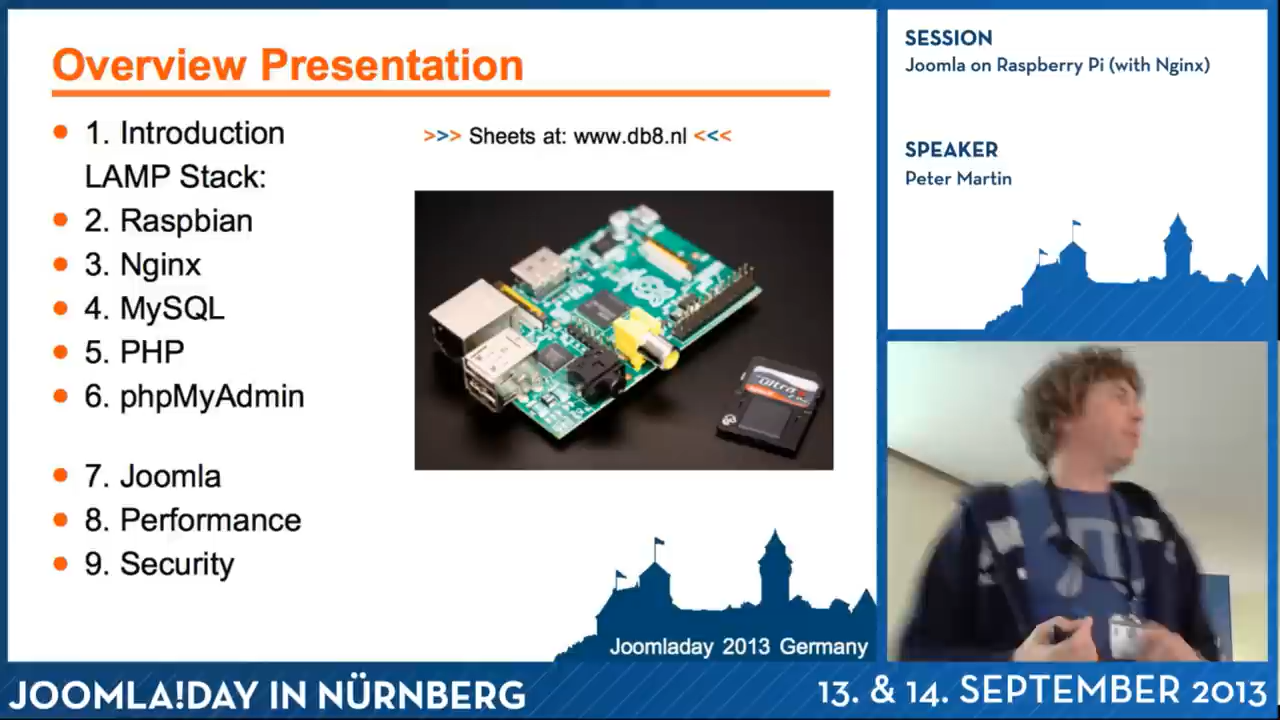 Overview Presentation
1. Introduction
LAMP Stack:
2. Raspbian
3. Nginx
4. MySQL
5. PHP
6. phpMyAdmin
7. Joomla
8. Performance
9. Security
>>> Sheets at: www.db8.nl <<<
Ultra
Joomladay 2013 Germany
SESSION
Joomla on Raspberry Pi (with Nginx)
SPEAKER
Peter Martin
JOOMLA!DAY IN NÜRNBERG
13. & 14. SEPTEMBER 2013